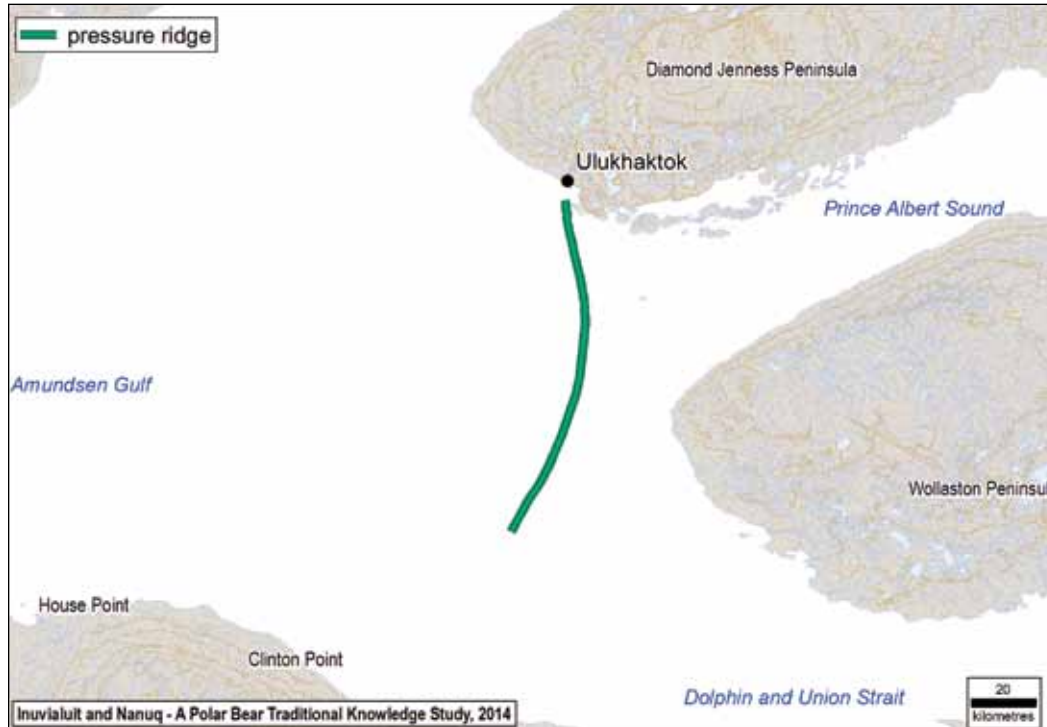 pressure ridge
Diamond Jenness Peninsula
Ulukhaktok
Prince Albert Sound
Amundsen Gulf
Wollaston Peninsul
House Point
Clinton Point
Dolphin and Union Strait
20
kilometres
Inuvialuit and Nanuq - A Polar Bear Traditional Knowledge Study, 2014